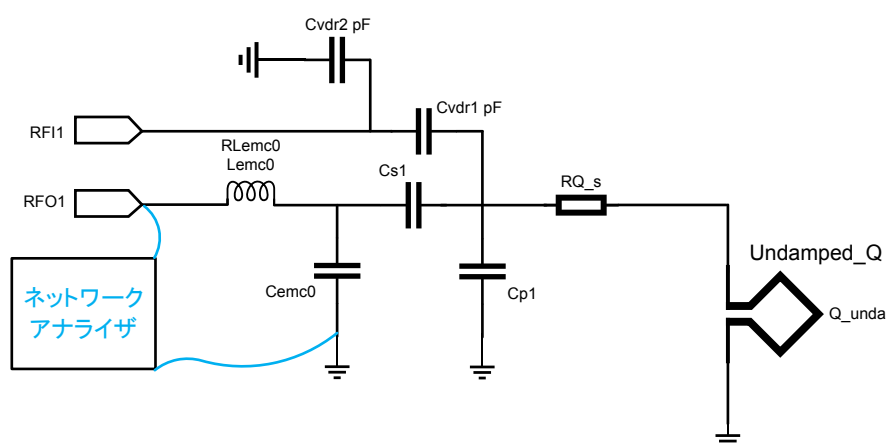 Cvdr2 pF
Cvdr1 pF
RFI1
RLemc0
Lemc0
Cs1
RQ_s
RFO1
Undamped_Q
ネットワーク
アナライザ
Cemc0
Cp1
Q_unda